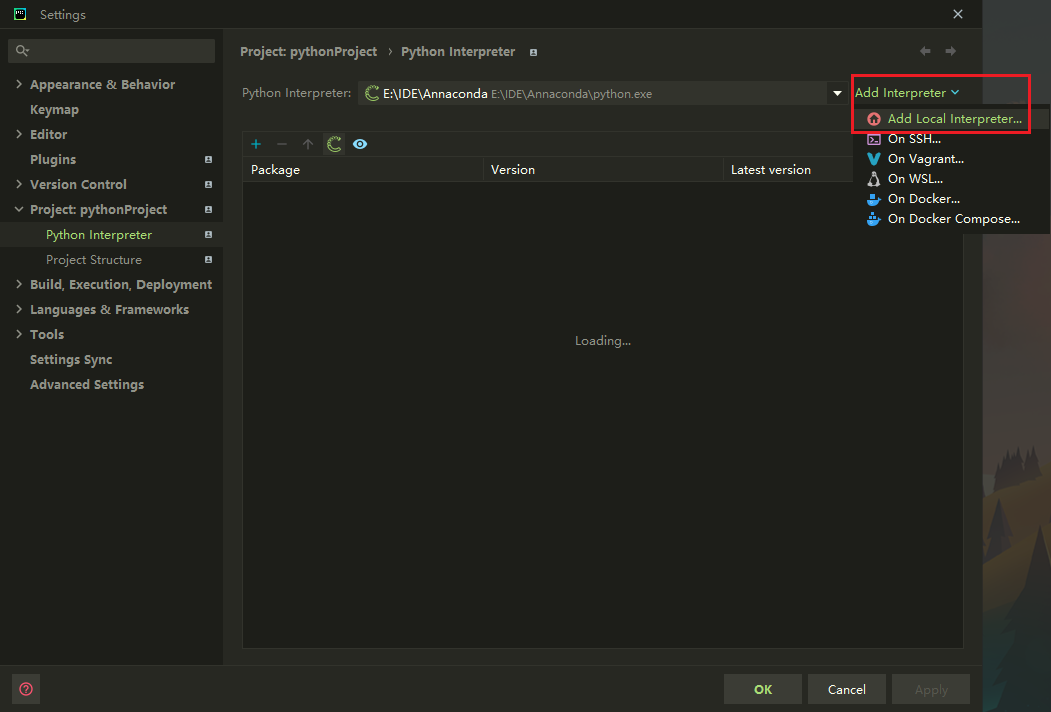 Settings
Project: pythonProject › Python Interpreter
Python Interpreter: E:\IDE\Annaconda E:\IDE\Annaconda\python.exe
Add Interpreter
Add Local Interpreter...
On SSH...
On Vagrant...
On WSL...
On Docker...
On Docker Compose...
Appearance & Behavior
Keymap
Editor
Plugins
Version Control
Project: pythonProject
Python Interpreter
Project Structure
Build, Execution, Deployment
Languages & Frameworks
Tools
Settings Sync
Advanced Settings
Package Version Latest version
Loading...
OK Cancel Apply